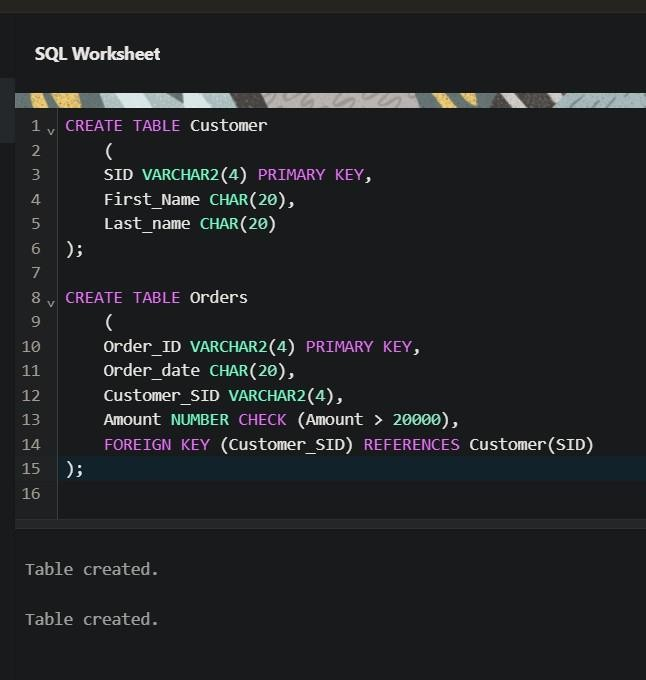 SQL Worksheet
1 CREATE TABLE Customer
2 (
3 SID VARCHAR2(4) PRIMARY KEY,
4 First_Name CHAR(20),
5 Last_name CHAR(20)
6 );
7
8 CREATE TABLE Orders
9 (
10 Order_ID VARCHAR2(4) PRIMARY KEY,
11 Order_date CHAR(20),
12 Customer_SID VARCHAR2(4),
13 Amount NUMBER CHECK (Amount > 20000),
14 FOREIGN KEY (Customer_SID) REFERENCES Customer(SID)
15 );
16
Table created.
Table created.